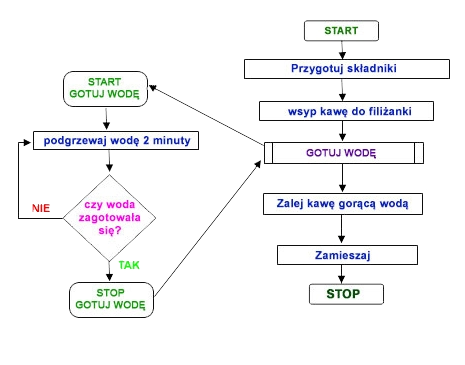 START
Przygotuj składniki
wsyp kawę do filiżanki
GOTUJ WODĘ
Zalej kawę gorącą wodą
Zamieszaj
STOP
START
GOTUJ WODĘ
podgrzewaj wodę 2 minuty
czy woda
zagotowała
się?
NIE
TAK
STOP
GOTUJ WODĘ